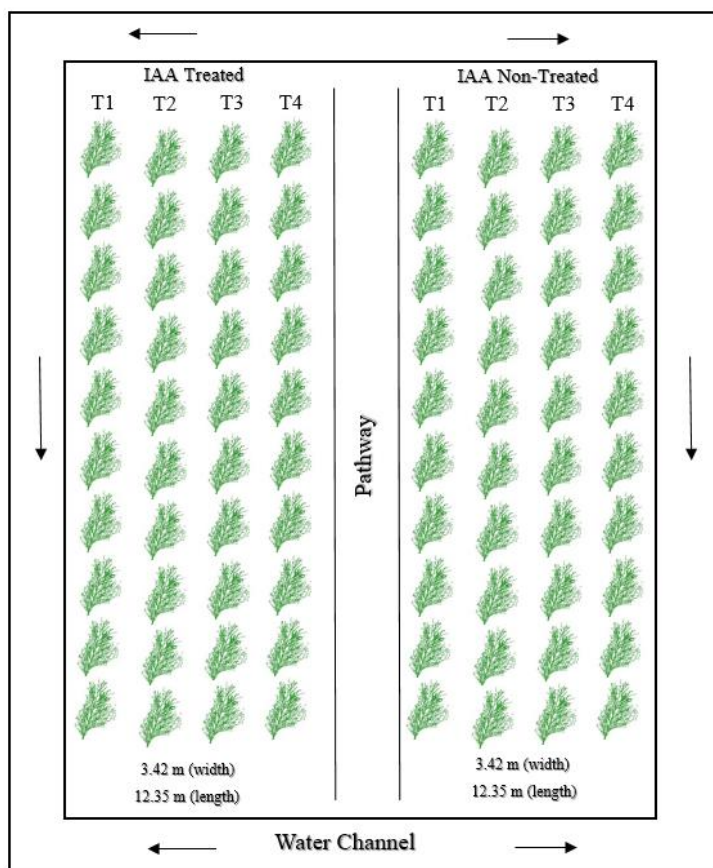 IAA Treated
T1 T2 T3 T4
IAA Non-Treated
T1 T2 T3 T4
Pathway
3.42 m (width)
12.35 m (length)
3.42 m (width)
12.35 m (length)
Water Channel